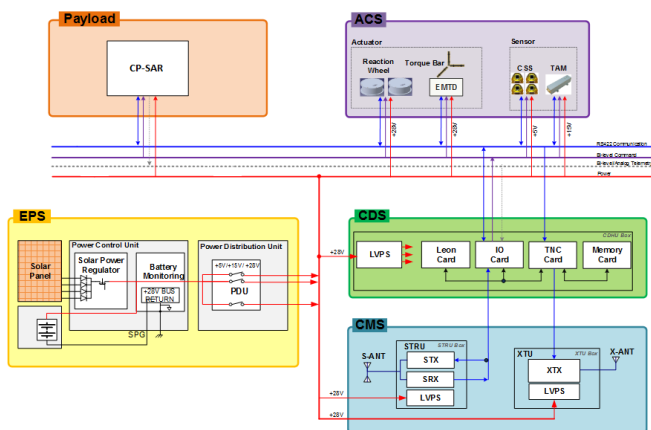 Payload
CP-SAR
ACS
Actuator
Reaction
Wheel
Torque Bar
EMTD
Sensor
CSS
TAM
+28V
+28V
+5V
+15V
RS422 Communication
Bi-level Command
Bi-level/Analog Telemetry
Power
EPS
Solar
Panel
Power Control Unit
Solar Power
Regulator
Battery
Monitoring
+28V BUS
RETURN
SPG
Power Distribution Unit
+5V/+15V/ +28V
PDU
CDS
CDHU Box
+28V
LVPS
Leon
Card
IO
Card
TNC
Card
Memory
Card
CMS
STRU
STRU Box
S-ANT
STX
SRX
LVPS
XTU
XTU Box
X-ANT
XTX
LVPS
+28V
+28V